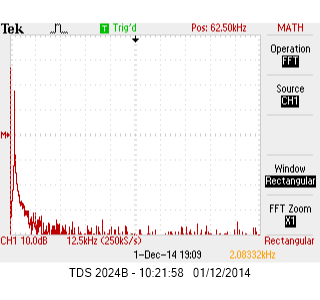 Tek T Trig'd Pos: 62.50kHz MATH
Operation
FFT
Source
CH1
M
Window
Rectangular
FFT Zoom
X1
CH1 10.0dB 12.5kHz (250kS/s) Rectangular
1-Dec-14 19:09 2.08332kHz
TDS 2024B - 10:21:58 01/12/2014